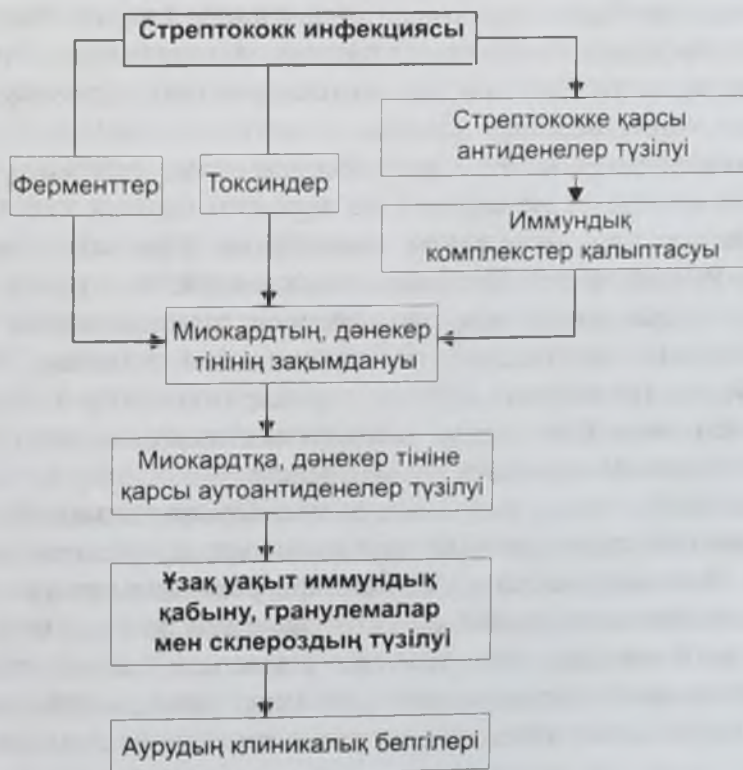 Стрептококк инфекциясы
Стрептококке қарсы
антиденелер түзілуі
Ферменттер
Токсиндер
Иммундық
комплекстер қалыптасуы
Миокардтың, дәнекер
тінінің зақымдануы
Миокардтқа, дәнекер тініне
қарсы аутоантиденелер түзілуі
Ұзақ уақыт иммундық
қабыну, гранулемалар
мен склероздың түзілуі
Аурудың клиникалық белгілері